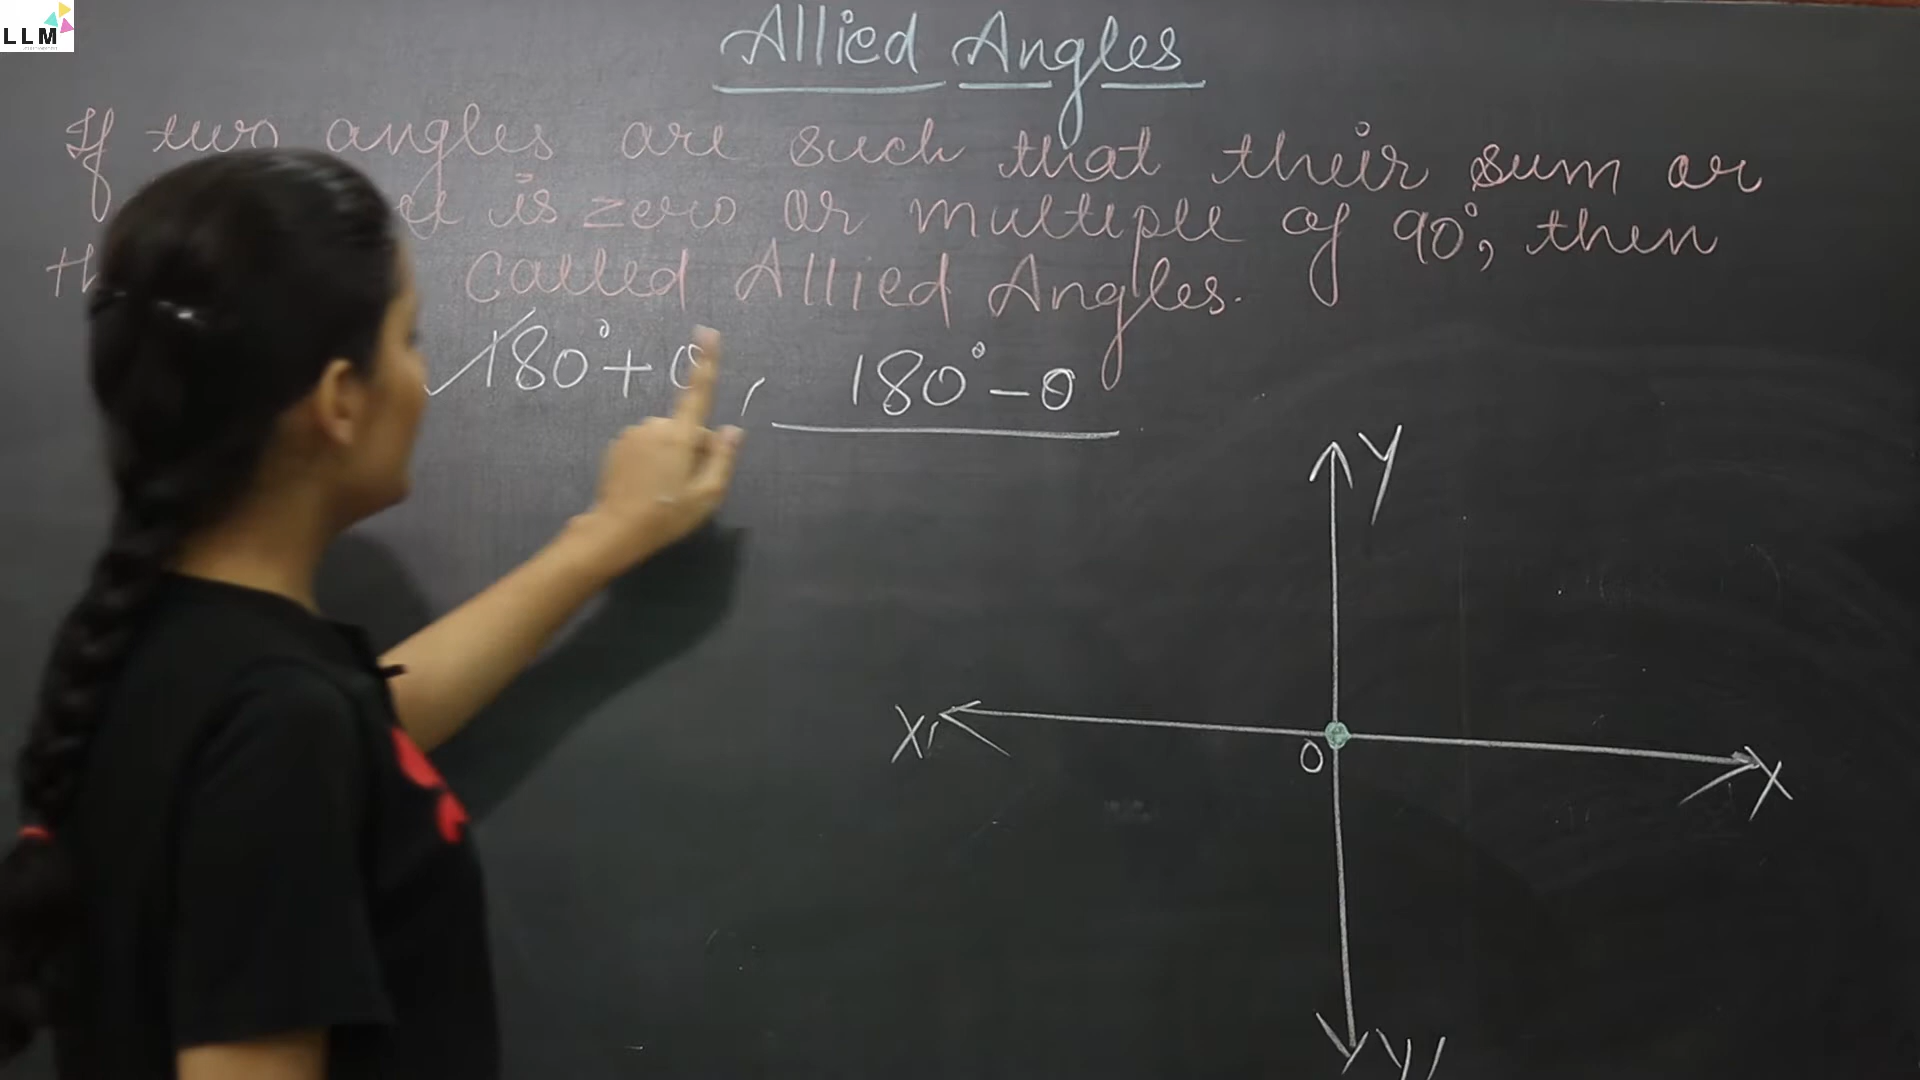 LLM
Allied Angles
If two angles are such that their sum or
is zero or multiple of 90°, then
called Allied Angles.
180° + θ, 180° - θ
Y
X' O X
Y'